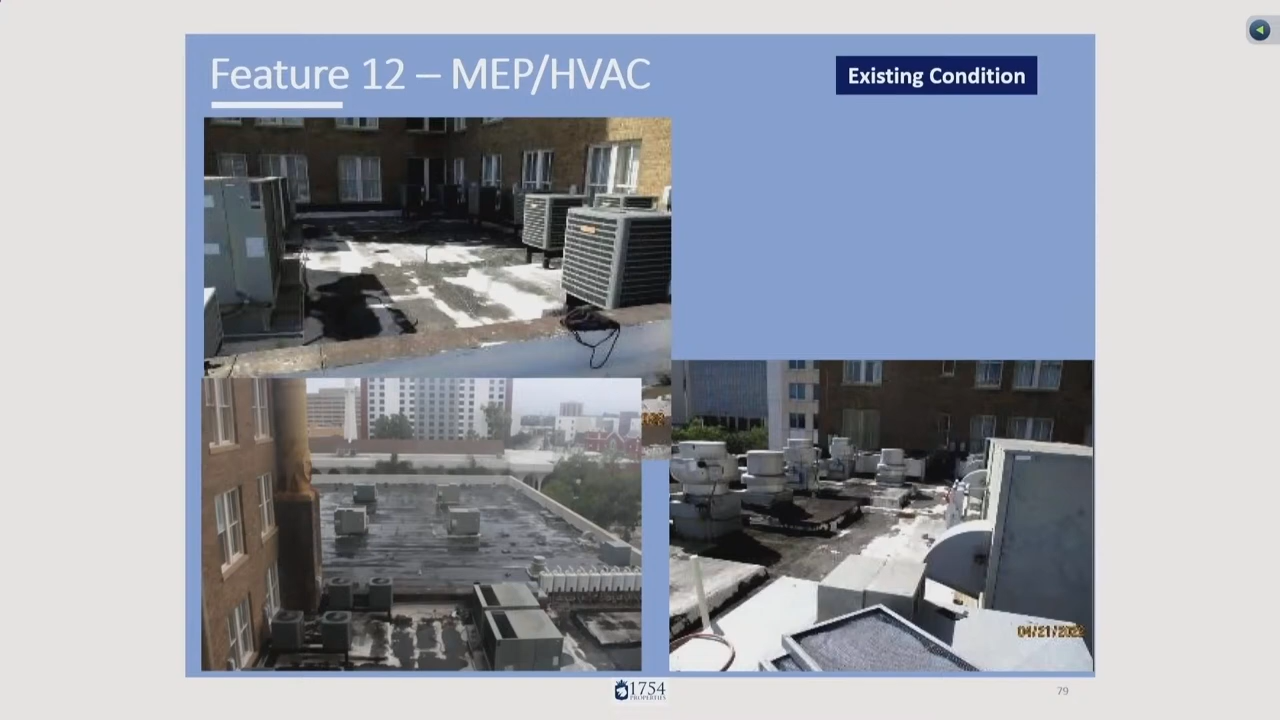 Feature 12 – MEP/HVAC
Existing Condition
04/21/2022
1754
PROPERTIES
79